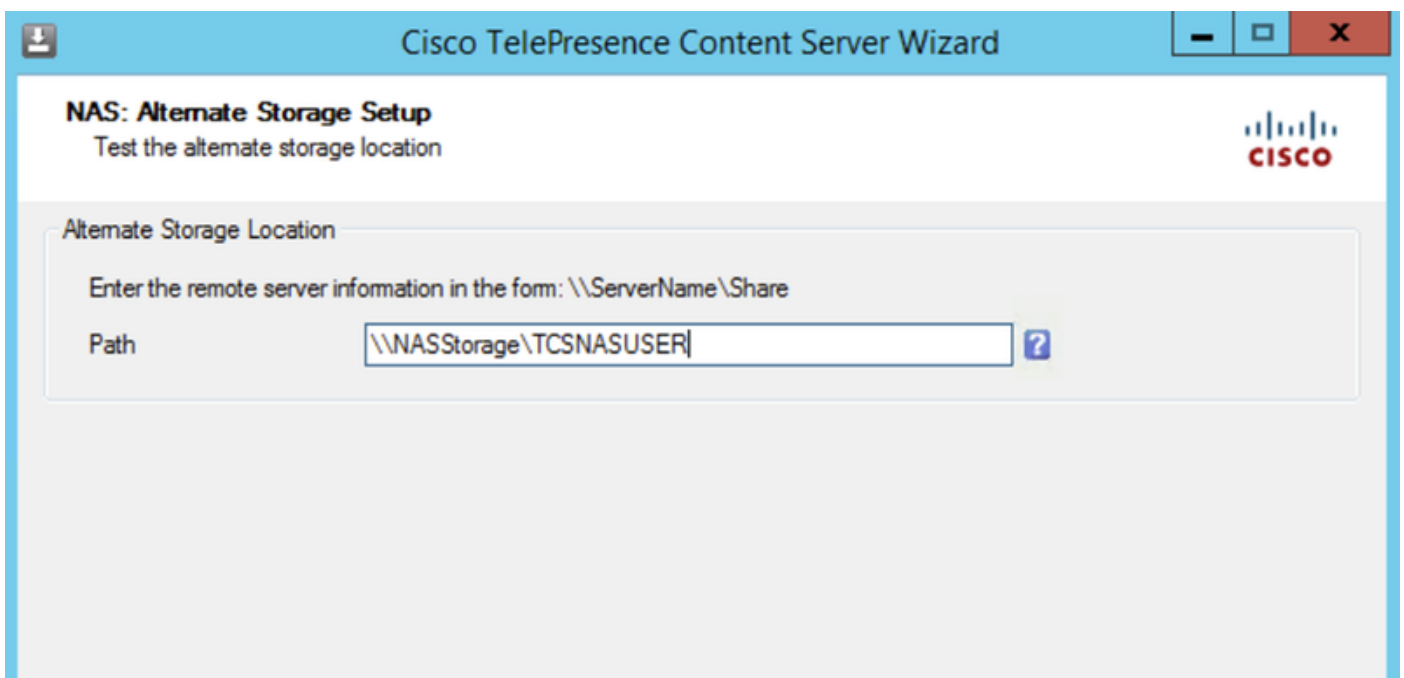 Cisco TelePresence Content Server Wizard
NAS: Alternate Storage Setup
Test the alternate storage location
CISCO
Alternate Storage Location
Enter the remote server information in the form: \\ServerName\Share
Path \\NASStorage\TCSNASUSER ?